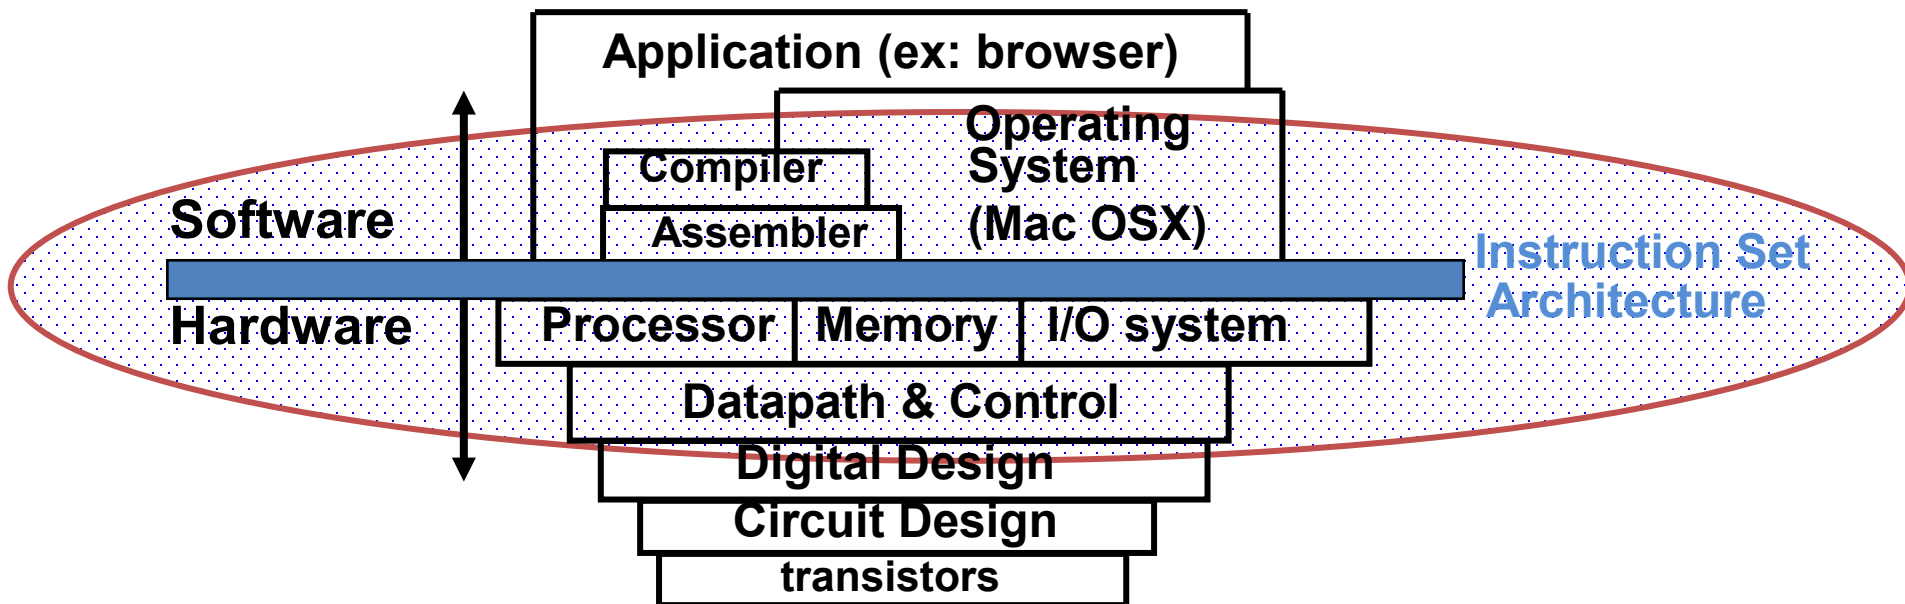 Application (ex: browser)
Operating
System
(Mac OSX)
Compiler
Assembler
Software
Instruction Set
Architecture
Hardware
Processor
Memory
I/O system
Datapath & Control
Digital Design
Circuit Design
transistors